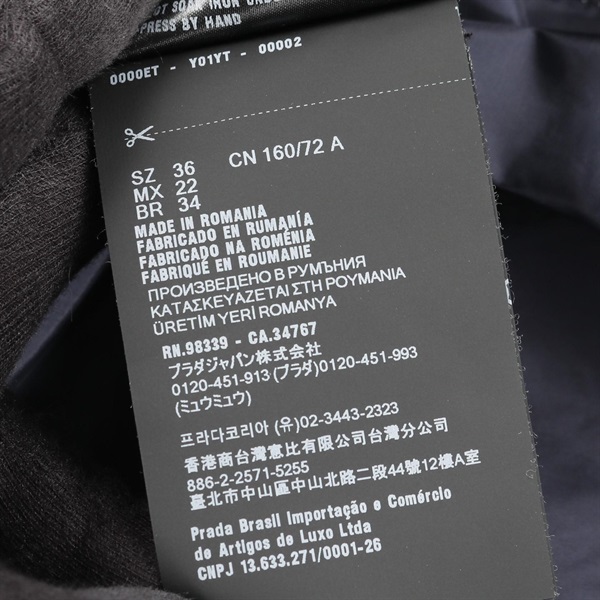 NOT SOAK IRON UNDER
PRESS BY HAND
0000ET - Y01YT - 00002
SZ 36 CN 160/72 A
MX 22
BR 34
MADE IN ROMANIA
FABRICADO EN RUMANÍA
FABRICADO NA ROMÉNIA
FABRIQUÉ EN ROUMANIE
ПРОИЗВЕДЕНО В РУМЪНИЯ
ΚΑΤΑΣΚΕΥΑΖΕΤΑΙ ΣΤΗ ΡΟΥΜΑΝΙΑ
ÜRETİM YERİ ROMANYA
RN.98339 - CA.34767
プラダジャパン株式会社
0120-451-913 (プラダ) 0120-451-993
(ミュウミュウ)
프라다코리아 (유)02-3443-2323
香港商台灣意比有限公司台灣分公司
886-2-2571-5255
臺北市中山區中山北路二段44號12樓A室
Prada Brasil Importação e Comércio
de Artigos de Luxo Ltda
CNPJ 13.633.271/0001-26